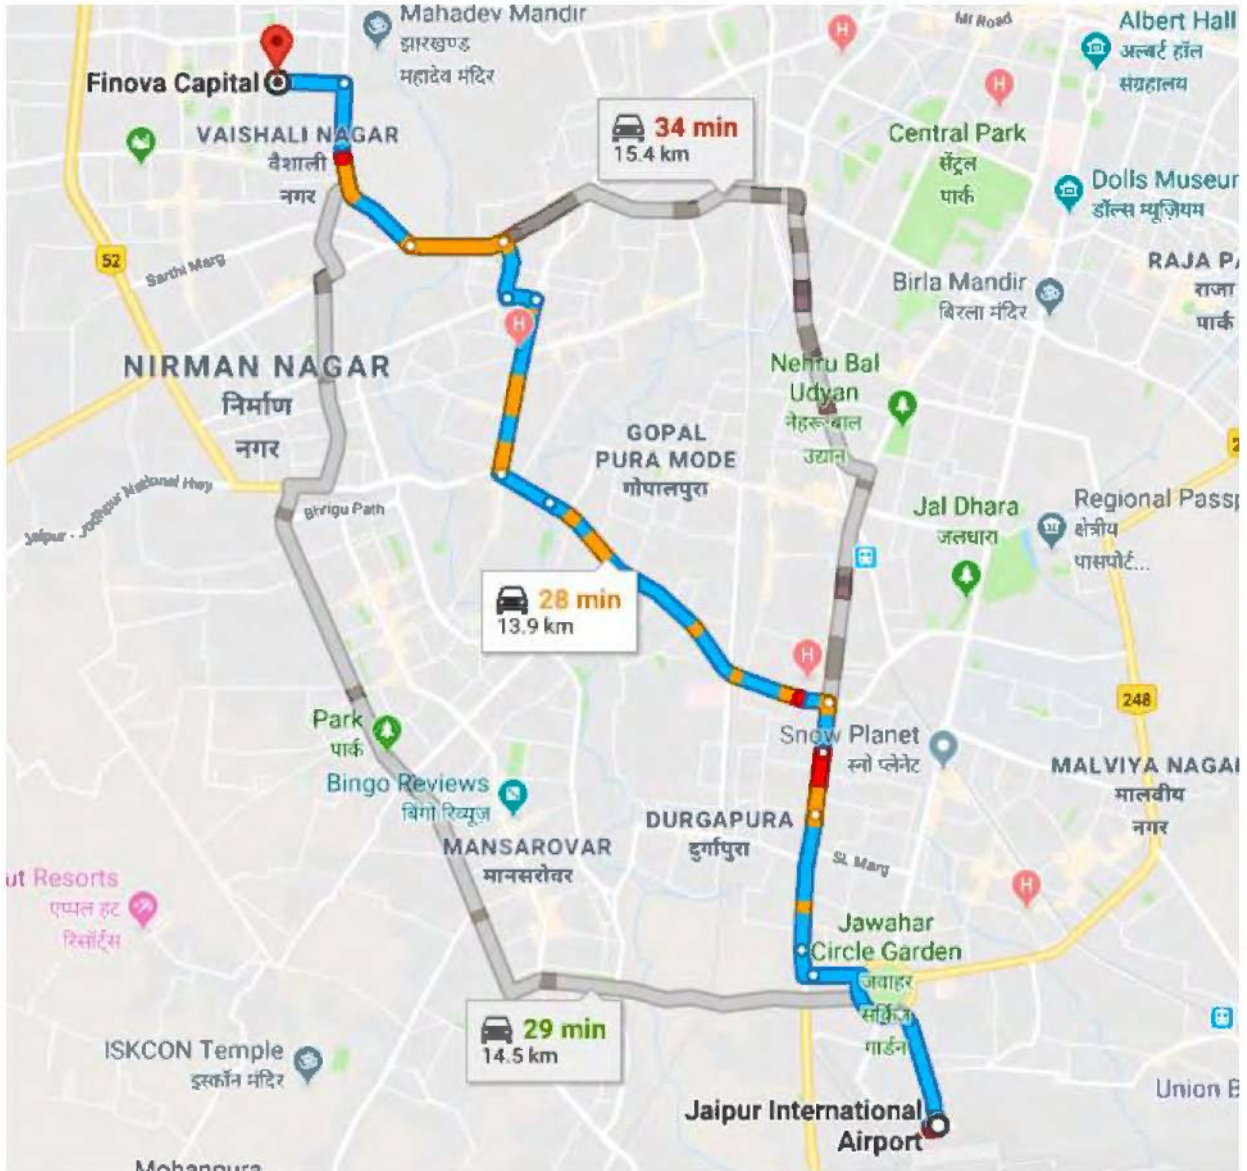 Mahadev Mandir
झारखण्ड
महादेव मंदिर
MI Road
Albert Hall
अल्बर्ट हॉल
संग्रहालय
Finova Capital
VAISHALI NAGAR
वैशाली
नगर
34 min
15.4 km
Central Park
सेंट्रल
पार्क
Dolls Museum
डॉल्स म्यूज़ियम
52
Sarthi Marg
RAJA PA
राजा
पार्क
Birla Mandir
बिरला मंदिर
NIRMAN NAGAR
निर्माण
नगर
Nehru Bal
Udyan
नेहरू बाल
उद्यान
GOPAL
PURA MODE
गोपालपुरा
2
Jaipur - Jodhpur National Hwy
Bhrigu Path
Jal Dhara
जलधारा
Regional Passp
क्षेत्रीय
पासपोर्ट...
28 min
13.9 km
248
Park
पार्क
Snow Planet
स्नो प्लेनेट
Bingo Reviews
बिंगो रिव्यूज़
MALVIYA NAGAR
मालवीय
नगर
DURGAPURA
दुर्गापुरा
MANSAROVAR
मानसरोवर
SL Marg
ut Resorts
एप्पल हट
रिसॉर्ट्स
Jawahar
Circle Garden
जवाहर
सर्किल
गार्डन
29 min
14.5 km
ISKCON Temple
इस्कॉन मंदिर
Union B
Jaipur International
Airport
Mohanpura
H
H
H
H
H